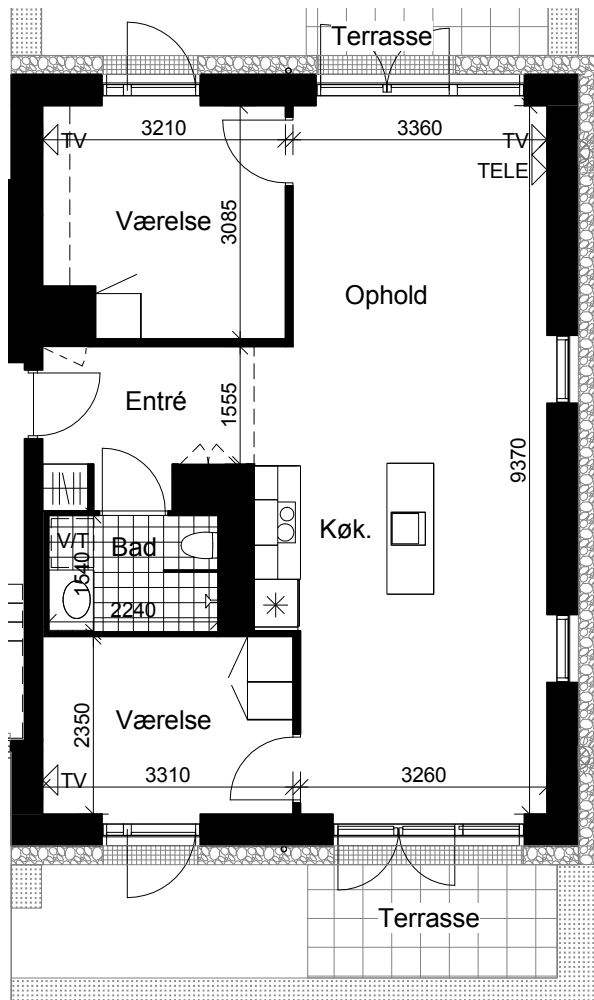 Terrasse
3210
3360
TV
TV
TELE
Værelse
3085
Ophold
Entré
1555
9370
Køk.
V/T
Bad
1540
2240
Værelse
2350
TV
3310
3260
Terrasse